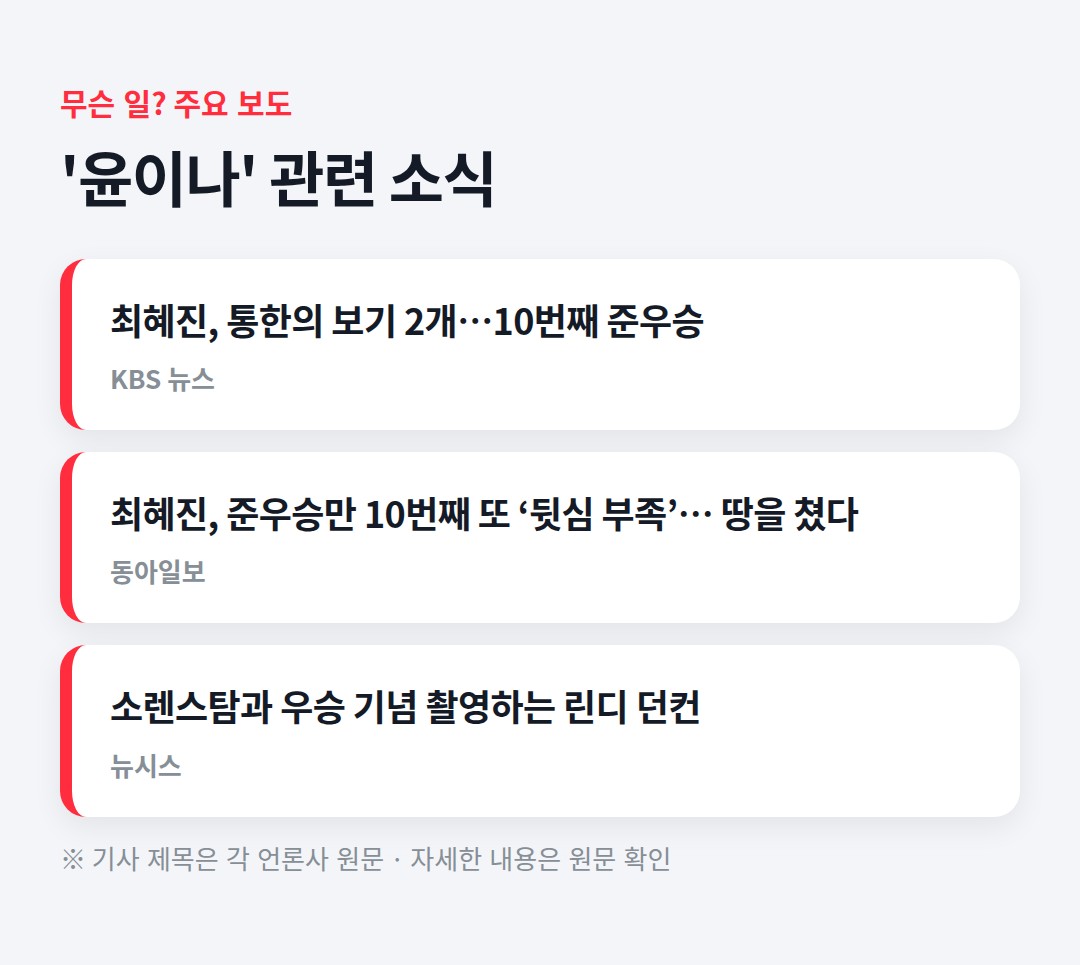 무슨 일? 주요 보도
'윤이나' 관련 소식
최혜진, 통한의 보기 2개…10번째 준우승
KBS 뉴스
최혜진, 준우승만 10번째 또 ‘뒷심 부족’… 땅을 쳤다
동아일보
소렌스탐과 우승 기념 촬영하는 린디 던컨
뉴시스
※ 기사 제목은 각 언론사 원문 · 자세한 내용은 원문 확인